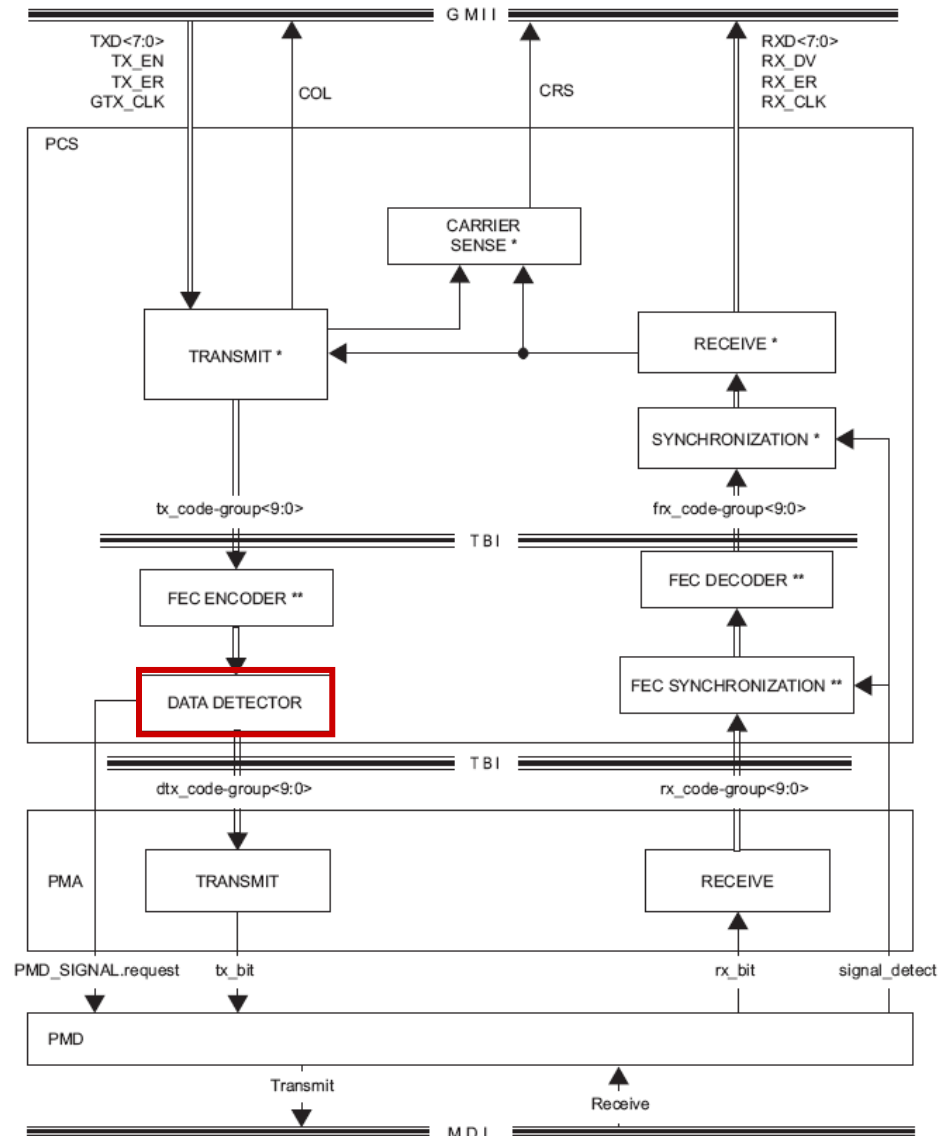 GMII
TXD<7:0>
TX_EN
TX_ER
GTX_CLK
COL
CRS
RXD<7:0>
RX_DV
RX_ER
RX_CLK
PCS
CARRIER
SENSE *
TRANSMIT *
RECEIVE *
SYNCHRONIZATION *
tx_code-group<9:0>
frx_code-group<9:0>
TBI
FEC ENCODER **
FEC DECODER **
DATA DETECTOR
FEC SYNCHRONIZATION **
TBI
dtx_code-group<9:0>
rx_code-group<9:0>
PMA
TRANSMIT
RECEIVE
PMD_SIGNAL.request
tx_bit
rx_bit
signal_detect
PMD
Transmit
Receive
MDI